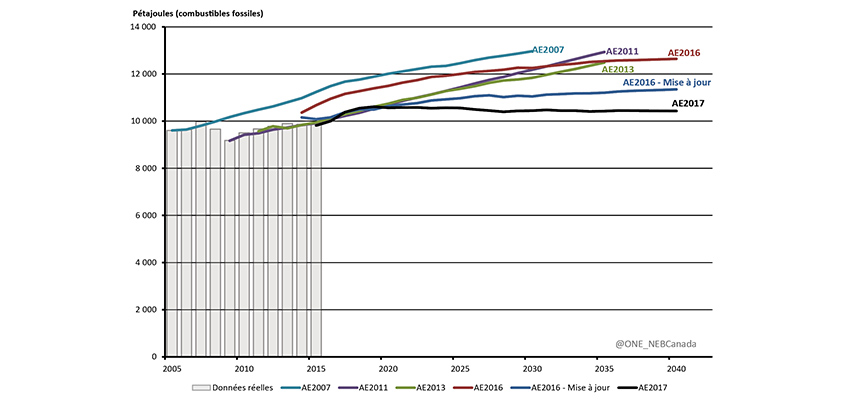 Pétajoules (combustibles fossiles)
14 000
12 000
10 000
8 000
6 000
4 000
2 000
0
AE2007
AE2011
AE2016
AE2013
AE2016 - Mise à jour
AE2017
@ONE_NEBCanada
2005 2010 2015 2020 2025 2030 2035 2040
Données réelles AE2007 AE2011 AE2013 AE2016 AE2016 - Mise à jour AE2017